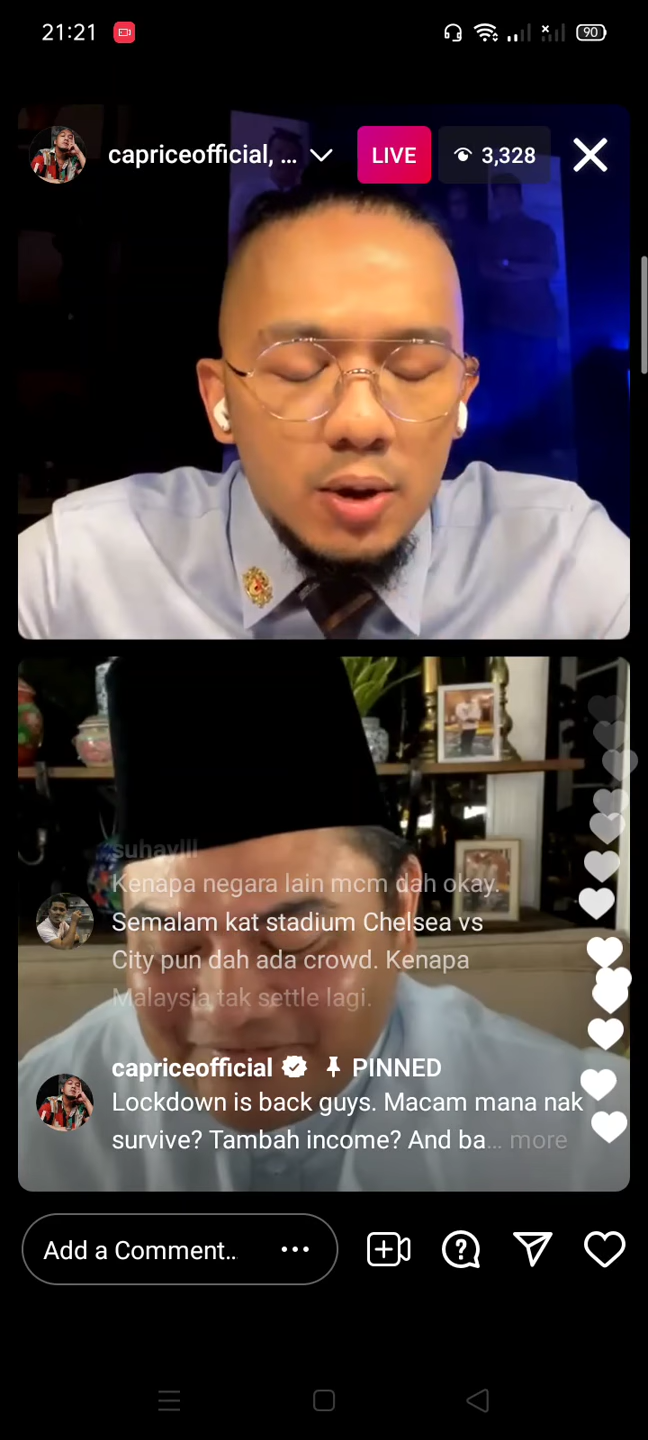 21:21
90
capriceofficial, ...
LIVE
3,328
suhaylll
Kenapa negara lain mcm dah okay.
Semalam kat stadium Chelsea vs
City pun dah ada crowd. Kenapa
Malaysia tak settle lagi.
capriceofficial PINNED
Lockdown is back guys. Macam mana nak
survive? Tambah income? And ba... more
Add a Comment..